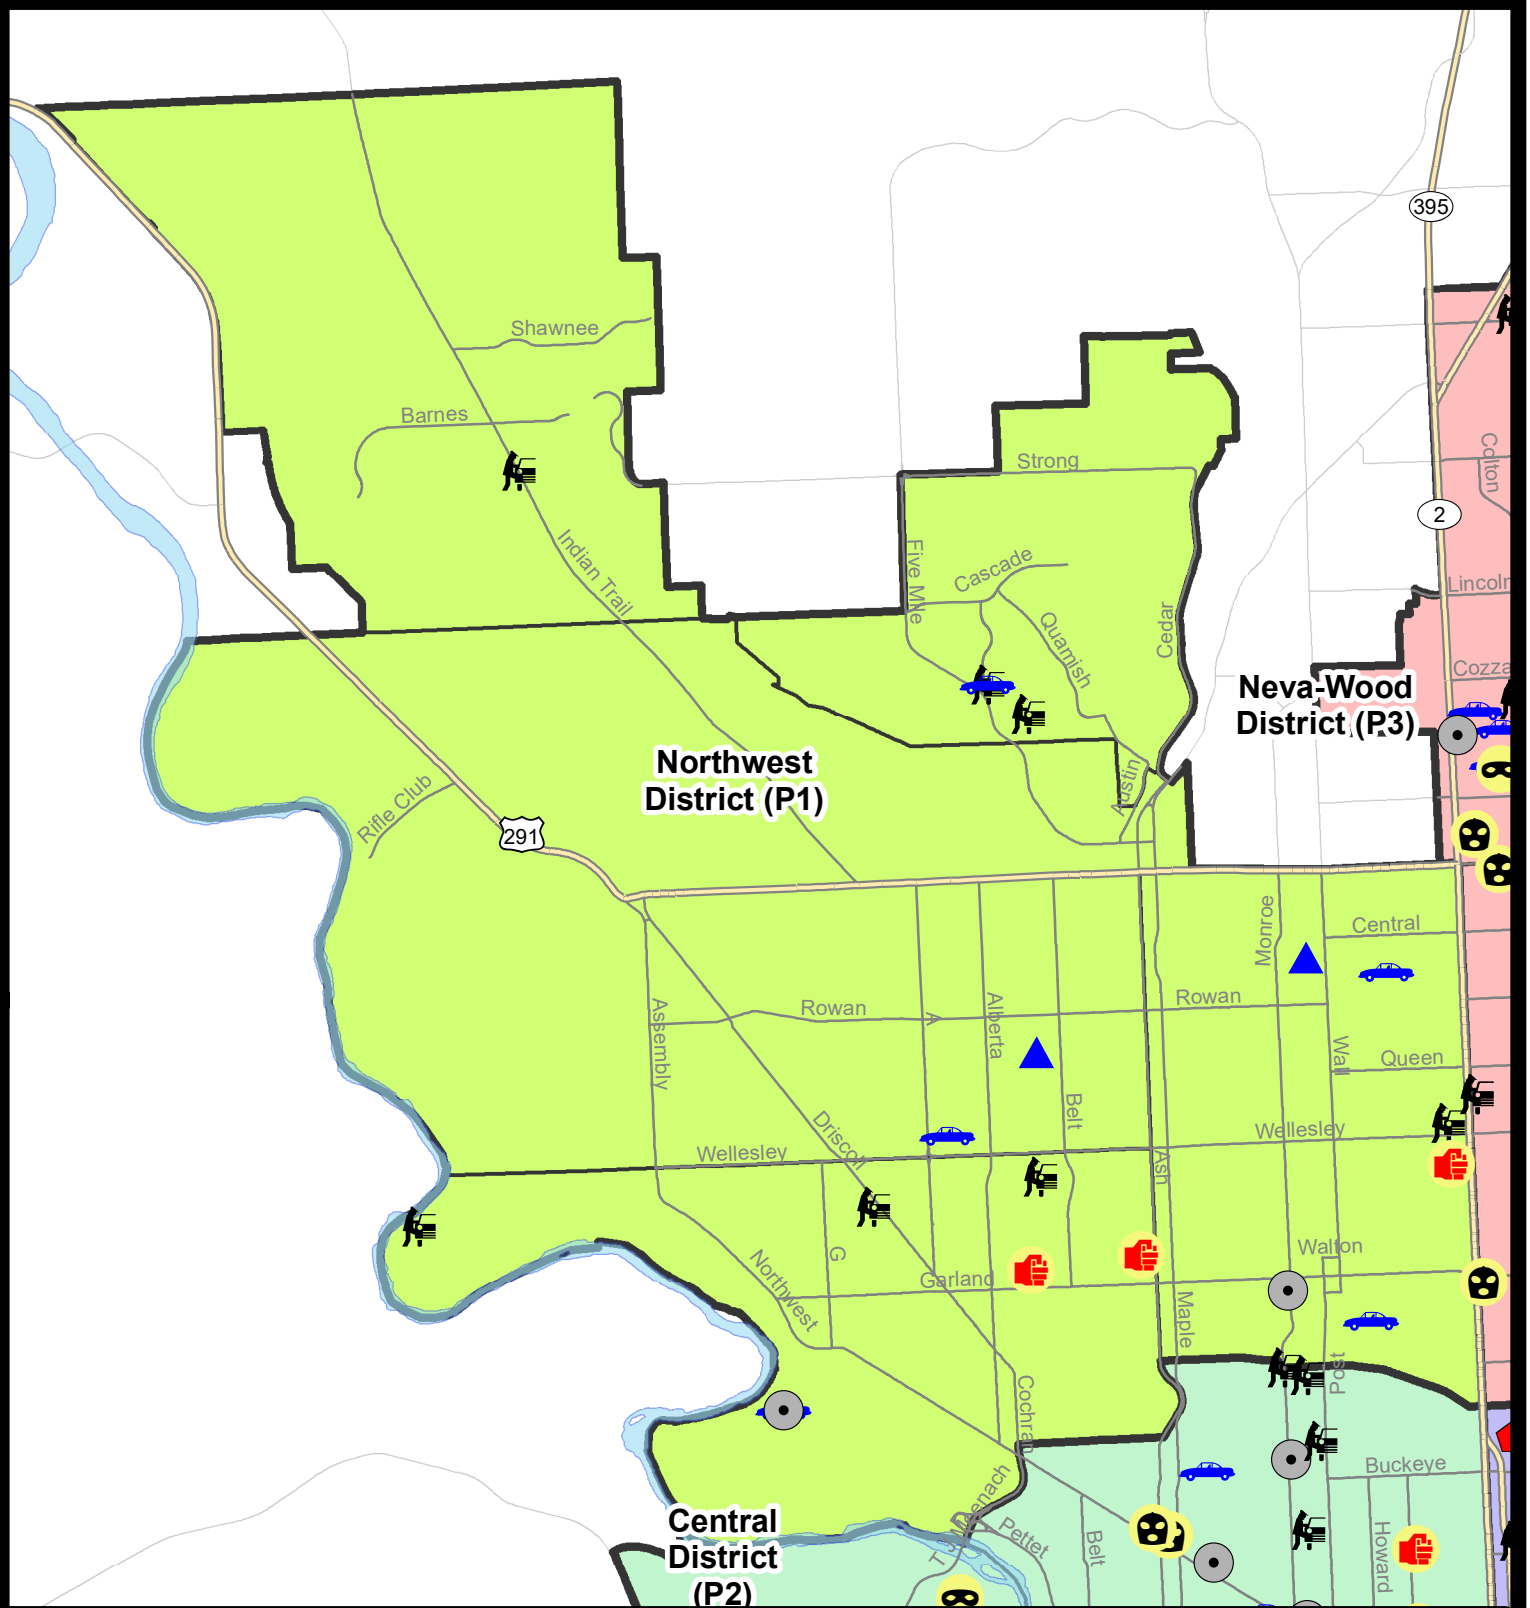 395
Shawnee
Barnes
Colton
Strong
2
Indian Trail
Five Mile
Cascade
Lincoln
Quamish
Cedar
Cozza
Neva-Wood
District (P3)
Northwest
District (P1)
Austin
Rifle Club
291
Monroe
Central
Assembly
Rowan
A
Alberta
Rowan
Wall
Queen
Belt
Driscoll
Wellesley
Wellesley
Ash
G
Northwest
Garland
Walton
Maple
Post
Cochran
Buckeye
Central
District
(P2)
Pettet
Belt
Howard